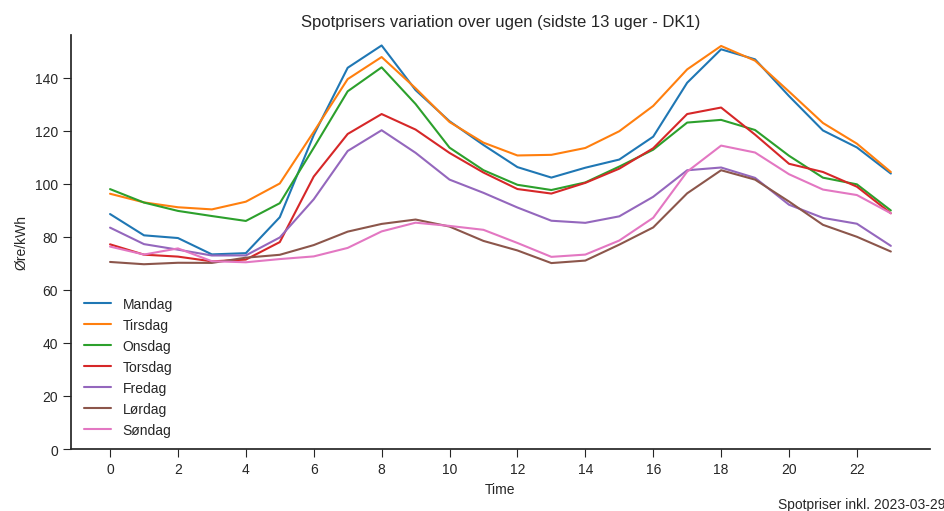 Spotprisers variation over ugen (sidste 13 uger - DK1)
Øre/kWh
140
120
100
80
60
40
20
0
Mandag
Tirsdag
Onsdag
Torsdag
Fredag
Lørdag
Søndag
0 2 4 6 8 10 12 14 16 18 20 22
Time
Spotpriser inkl. 2023-03-29